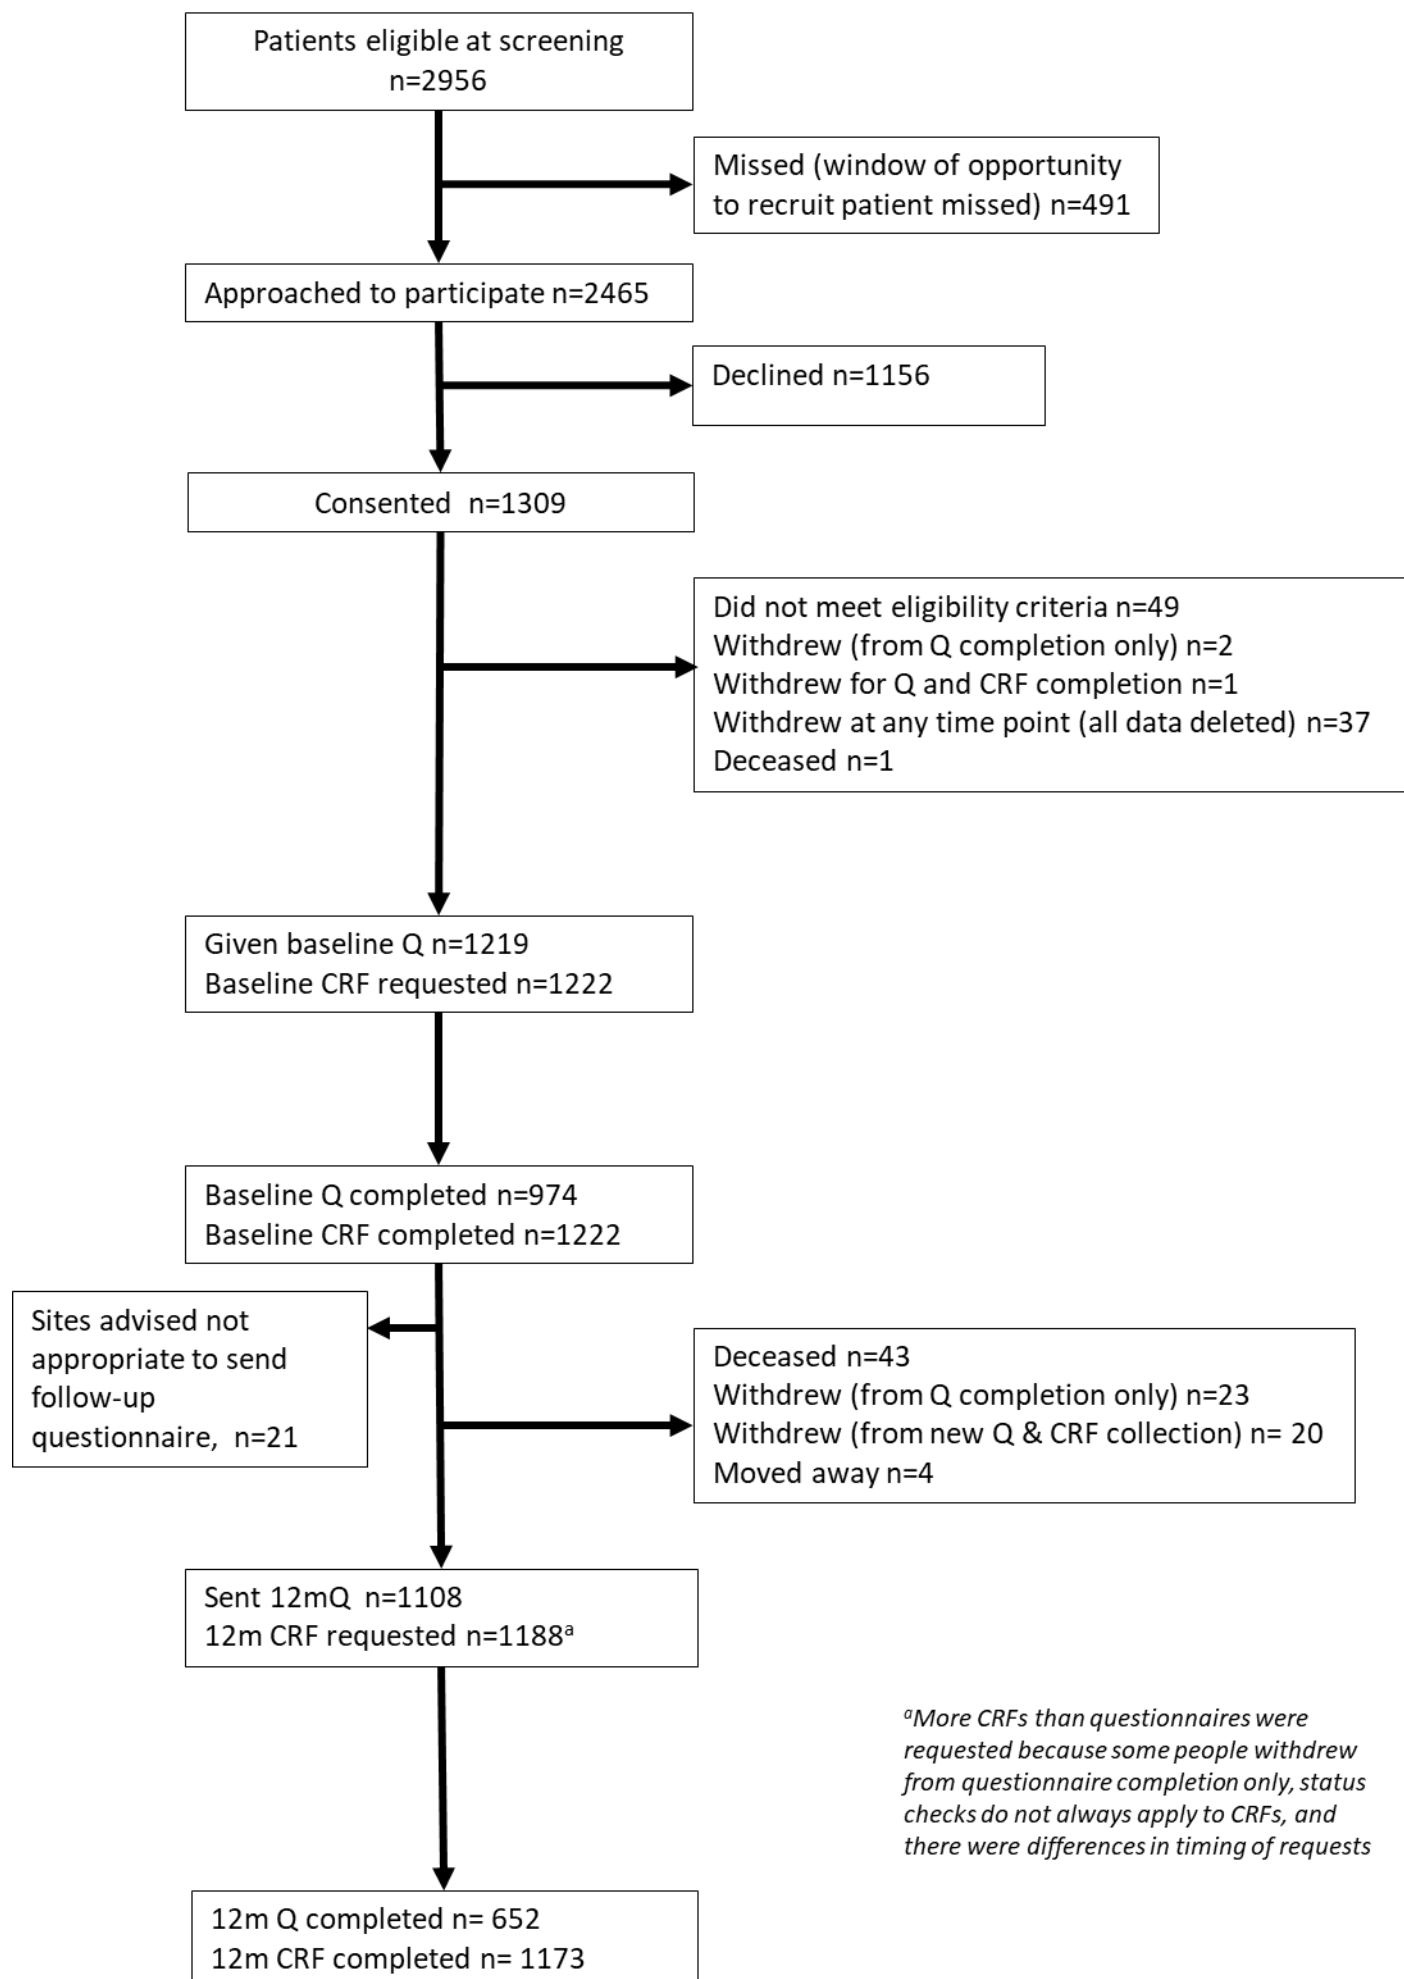 Patients eligible at screening
n=2956
Missed (window of opportunity
to recruit patient missed) n=491
Approached to participate n=2465
Declined n=1156
Consented  n=1309
Did not meet eligibility criteria n=49
Withdrew (from Q completion only) n=2
Withdrew for Q and CRF completion n=1
Withdrew at any time point (all data deleted) n=37
Deceased n=1
Given baseline Q n=1219
Baseline CRF requested n=1222
Baseline Q completed n=974
Baseline CRF completed n=1222
Sites advised not
appropriate to send
follow-up
questionnaire,  n=21
Deceased n=43
Withdrew (from Q completion only) n=23
Withdrew (from new Q & CRF collection) n= 20
Moved away n=4
Sent 12mQ  n=1108
12m CRF requested n=1188ᵃ
ᵃMore CRFs than questionnaires were
requested because some people withdrew
from questionnaire completion only, status
checks do not always apply to CRFs, and
there were differences in timing of requests
12m Q completed n= 652
12m CRF completed n= 1173